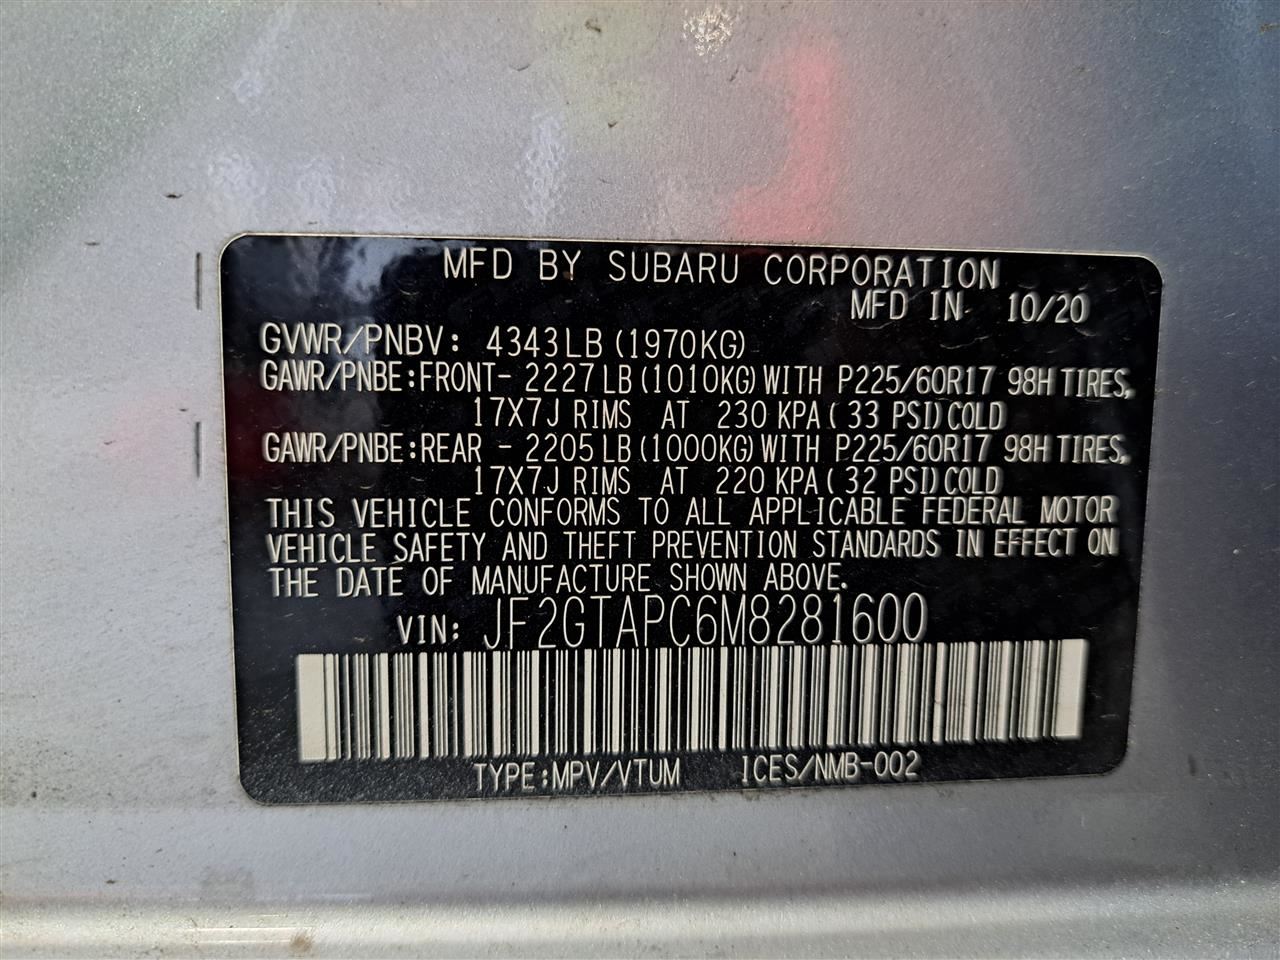 MFD BY SUBARU CORPORATION
MFD IN 10/20
GVWR/PNBV: 4343LB (1970KG)
GAWR/PNBE:FRONT- 2227LB (1010KG) WITH P225/60R17 98H TIRES,
17X7J RIMS AT 230 KPA (33 PSI) COLD
GAWR/PNBE:REAR - 2205LB (1000KG) WITH P225/60R17 98H TIRES,
17X7J RIMS AT 220 KPA (32 PSI) COLD
THIS VEHICLE CONFORMS TO ALL APPLICABLE FEDERAL MOTOR
VEHICLE SAFETY AND THEFT PREVENTION STANDARDS IN EFFECT ON
THE DATE OF MANUFACTURE SHOWN ABOVE.
VIN: JF2GTAPC6M8281600
TYPE:MPV/VTUM ICES/NMB-002